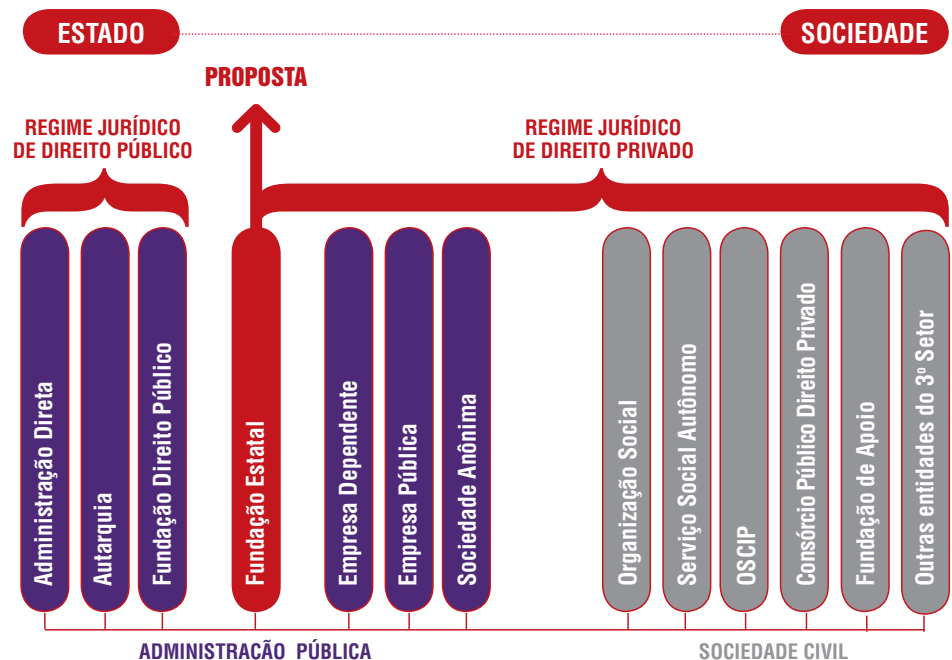 ESTADO
SOCIEDADE
PROPOSTA
REGIME JURÍDICO
DE DIREITO PÚBLICO
REGIME JURÍDICO
DE DIREITO PRIVADO
Administração Direta
Autarquia
Fundação Direito Público
Fundação Estatal
Empresa Dependente
Empresa Pública
Sociedade Anônima
Organização Social
Serviço Social Autônomo
OSCIP
Consórcio Público Direito Privado
Fundação de Apoio
Outras entidades do 3º Setor
ADMINISTRAÇÃO PÚBLICA
SOCIEDADE CIVIL